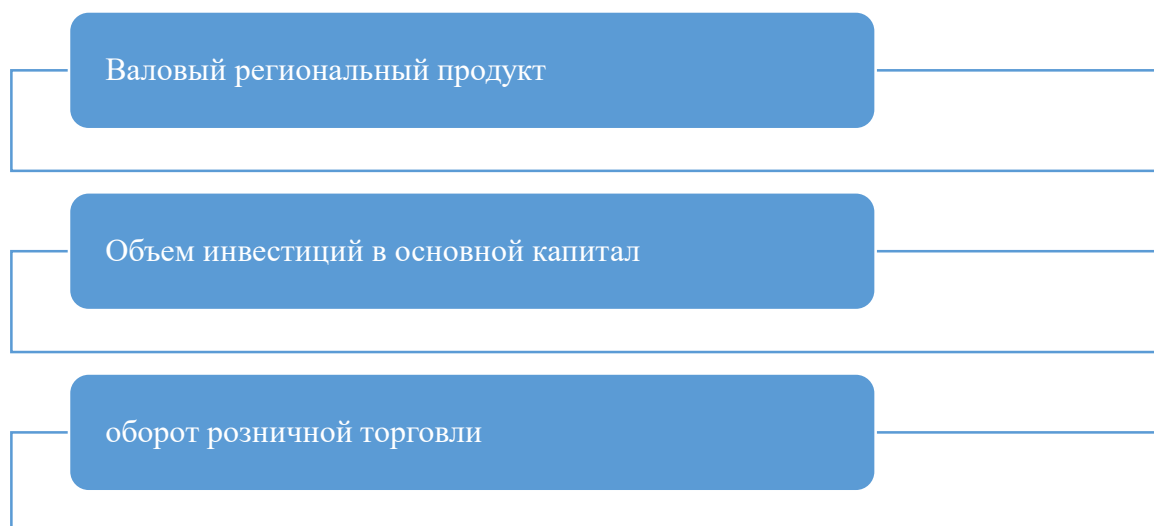 Валовый региональный продукт
Объем инвестиций в основной капитал
оборот розничной торговли